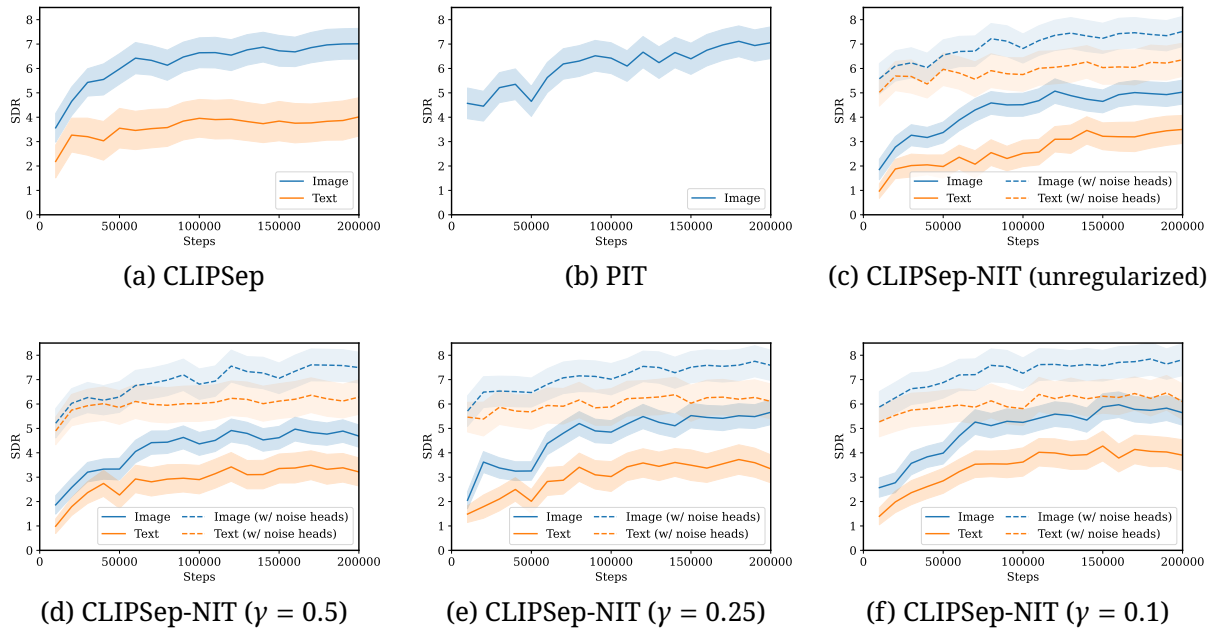 8
7
6
5
4
3
2
1
0
SDR
Image
Text
0 50000 100000 150000 200000
Steps
(a) CLIPSep
8
7
6
5
4
3
2
1
0
SDR
Image
0 50000 100000 150000 200000
Steps
(b) PIT
8
7
6
5
4
3
2
1
0
SDR
Image Image (w/ noise heads)
Text Text (w/ noise heads)
0 50000 100000 150000 200000
Steps
(c) CLIPSep-NIT (unregularized)
8
7
6
5
4
3
2
1
0
SDR
Image Image (w/ noise heads)
Text Text (w/ noise heads)
0 50000 100000 150000 200000
Steps
(d) CLIPSep-NIT (γ = 0.5)
8
7
6
5
4
3
2
1
0
SDR
Image Image (w/ noise heads)
Text Text (w/ noise heads)
0 50000 100000 150000 200000
Steps
(e) CLIPSep-NIT (γ = 0.25)
8
7
6
5
4
3
2
1
0
SDR
Image Image (w/ noise heads)
Text Text (w/ noise heads)
0 50000 100000 150000 200000
Steps
(f) CLIPSep-NIT (γ = 0.1)